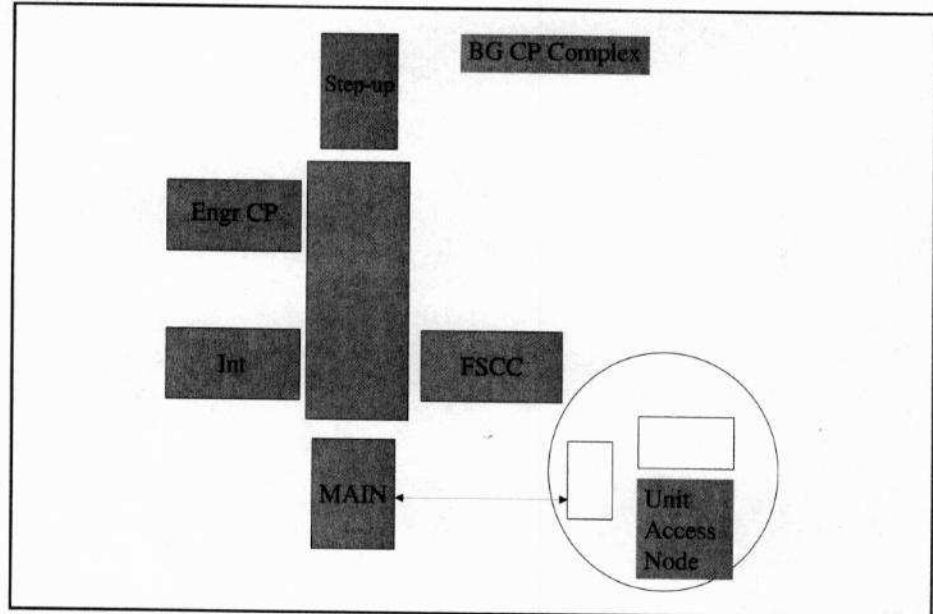 BG CP Complex
Step-up
Engr CP
Int
FSCC
MAIN
Unit
Access
Node